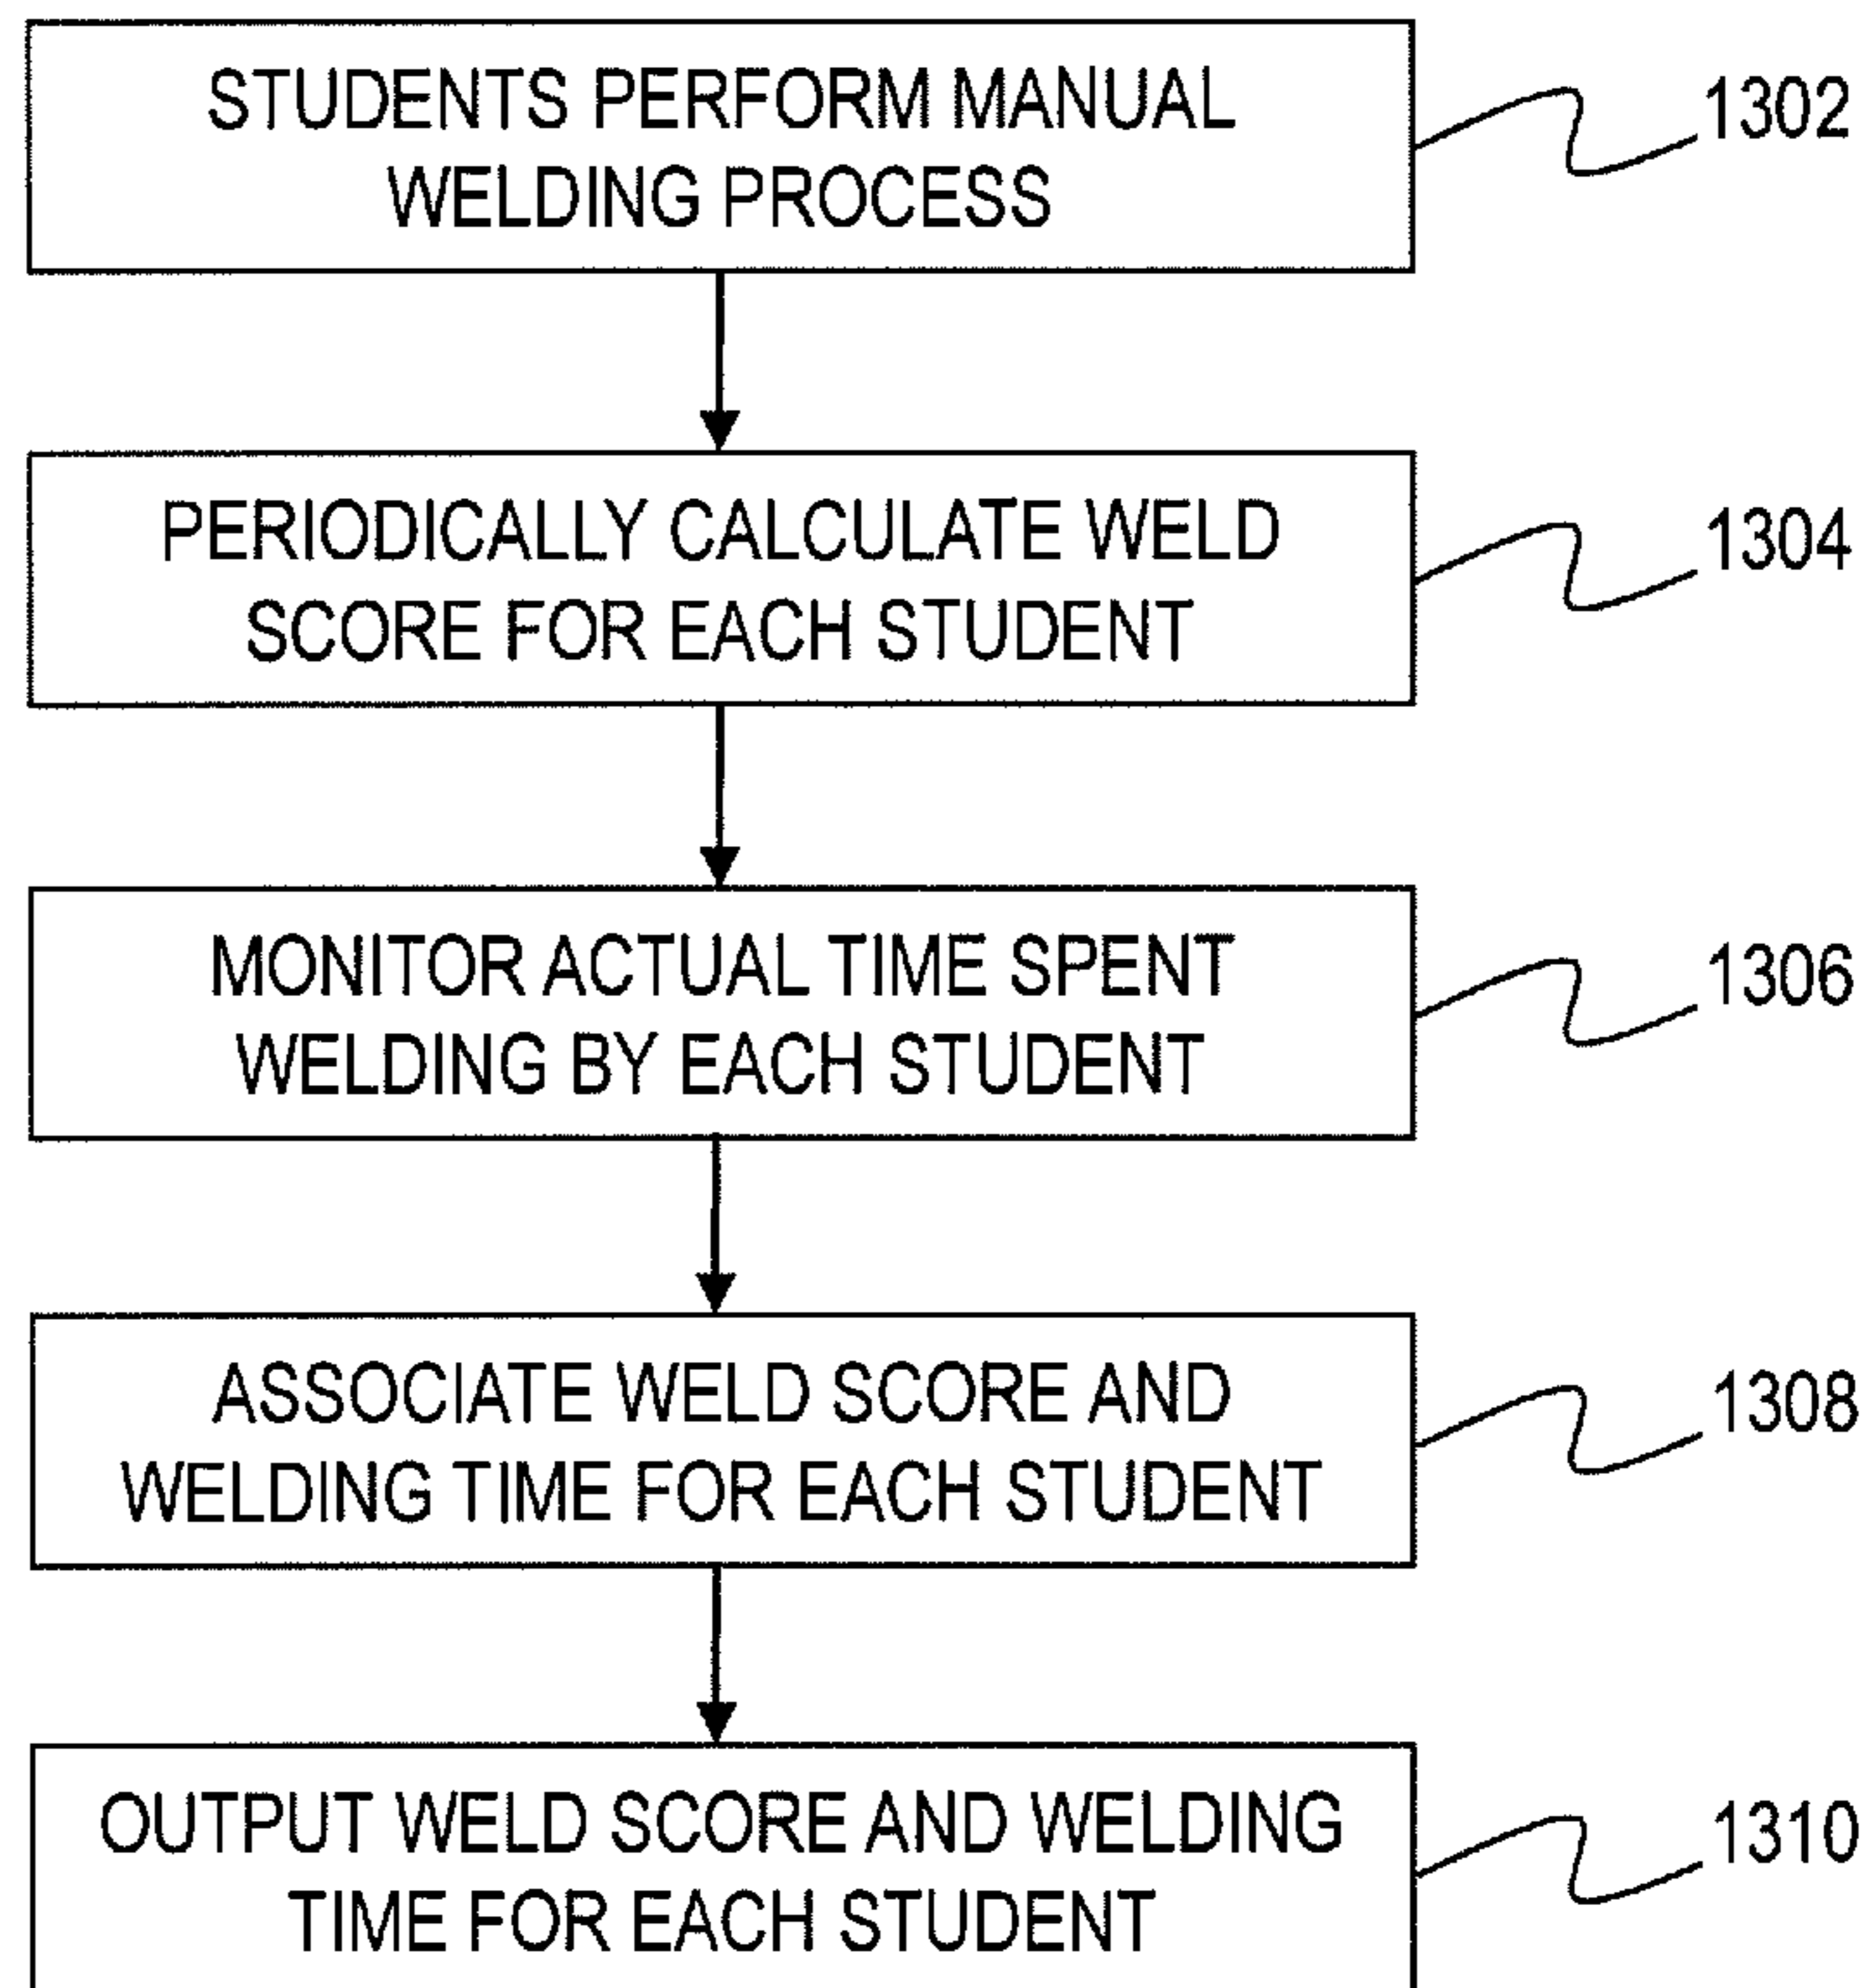 STUDENTS PERFORM MANUAL
WELDING PROCESS
1302
PERIODICALLY CALCULATE WELD
SCORE FOR EACH STUDENT
1304
MONITOR ACTUAL TIME SPENT
WELDING BY EACH STUDENT
1306
ASSOCIATE WELD SCORE AND
WELDING TIME FOR EACH STUDENT
1308
OUTPUT WELD SCORE AND WELDING
TIME FOR EACH STUDENT
1310